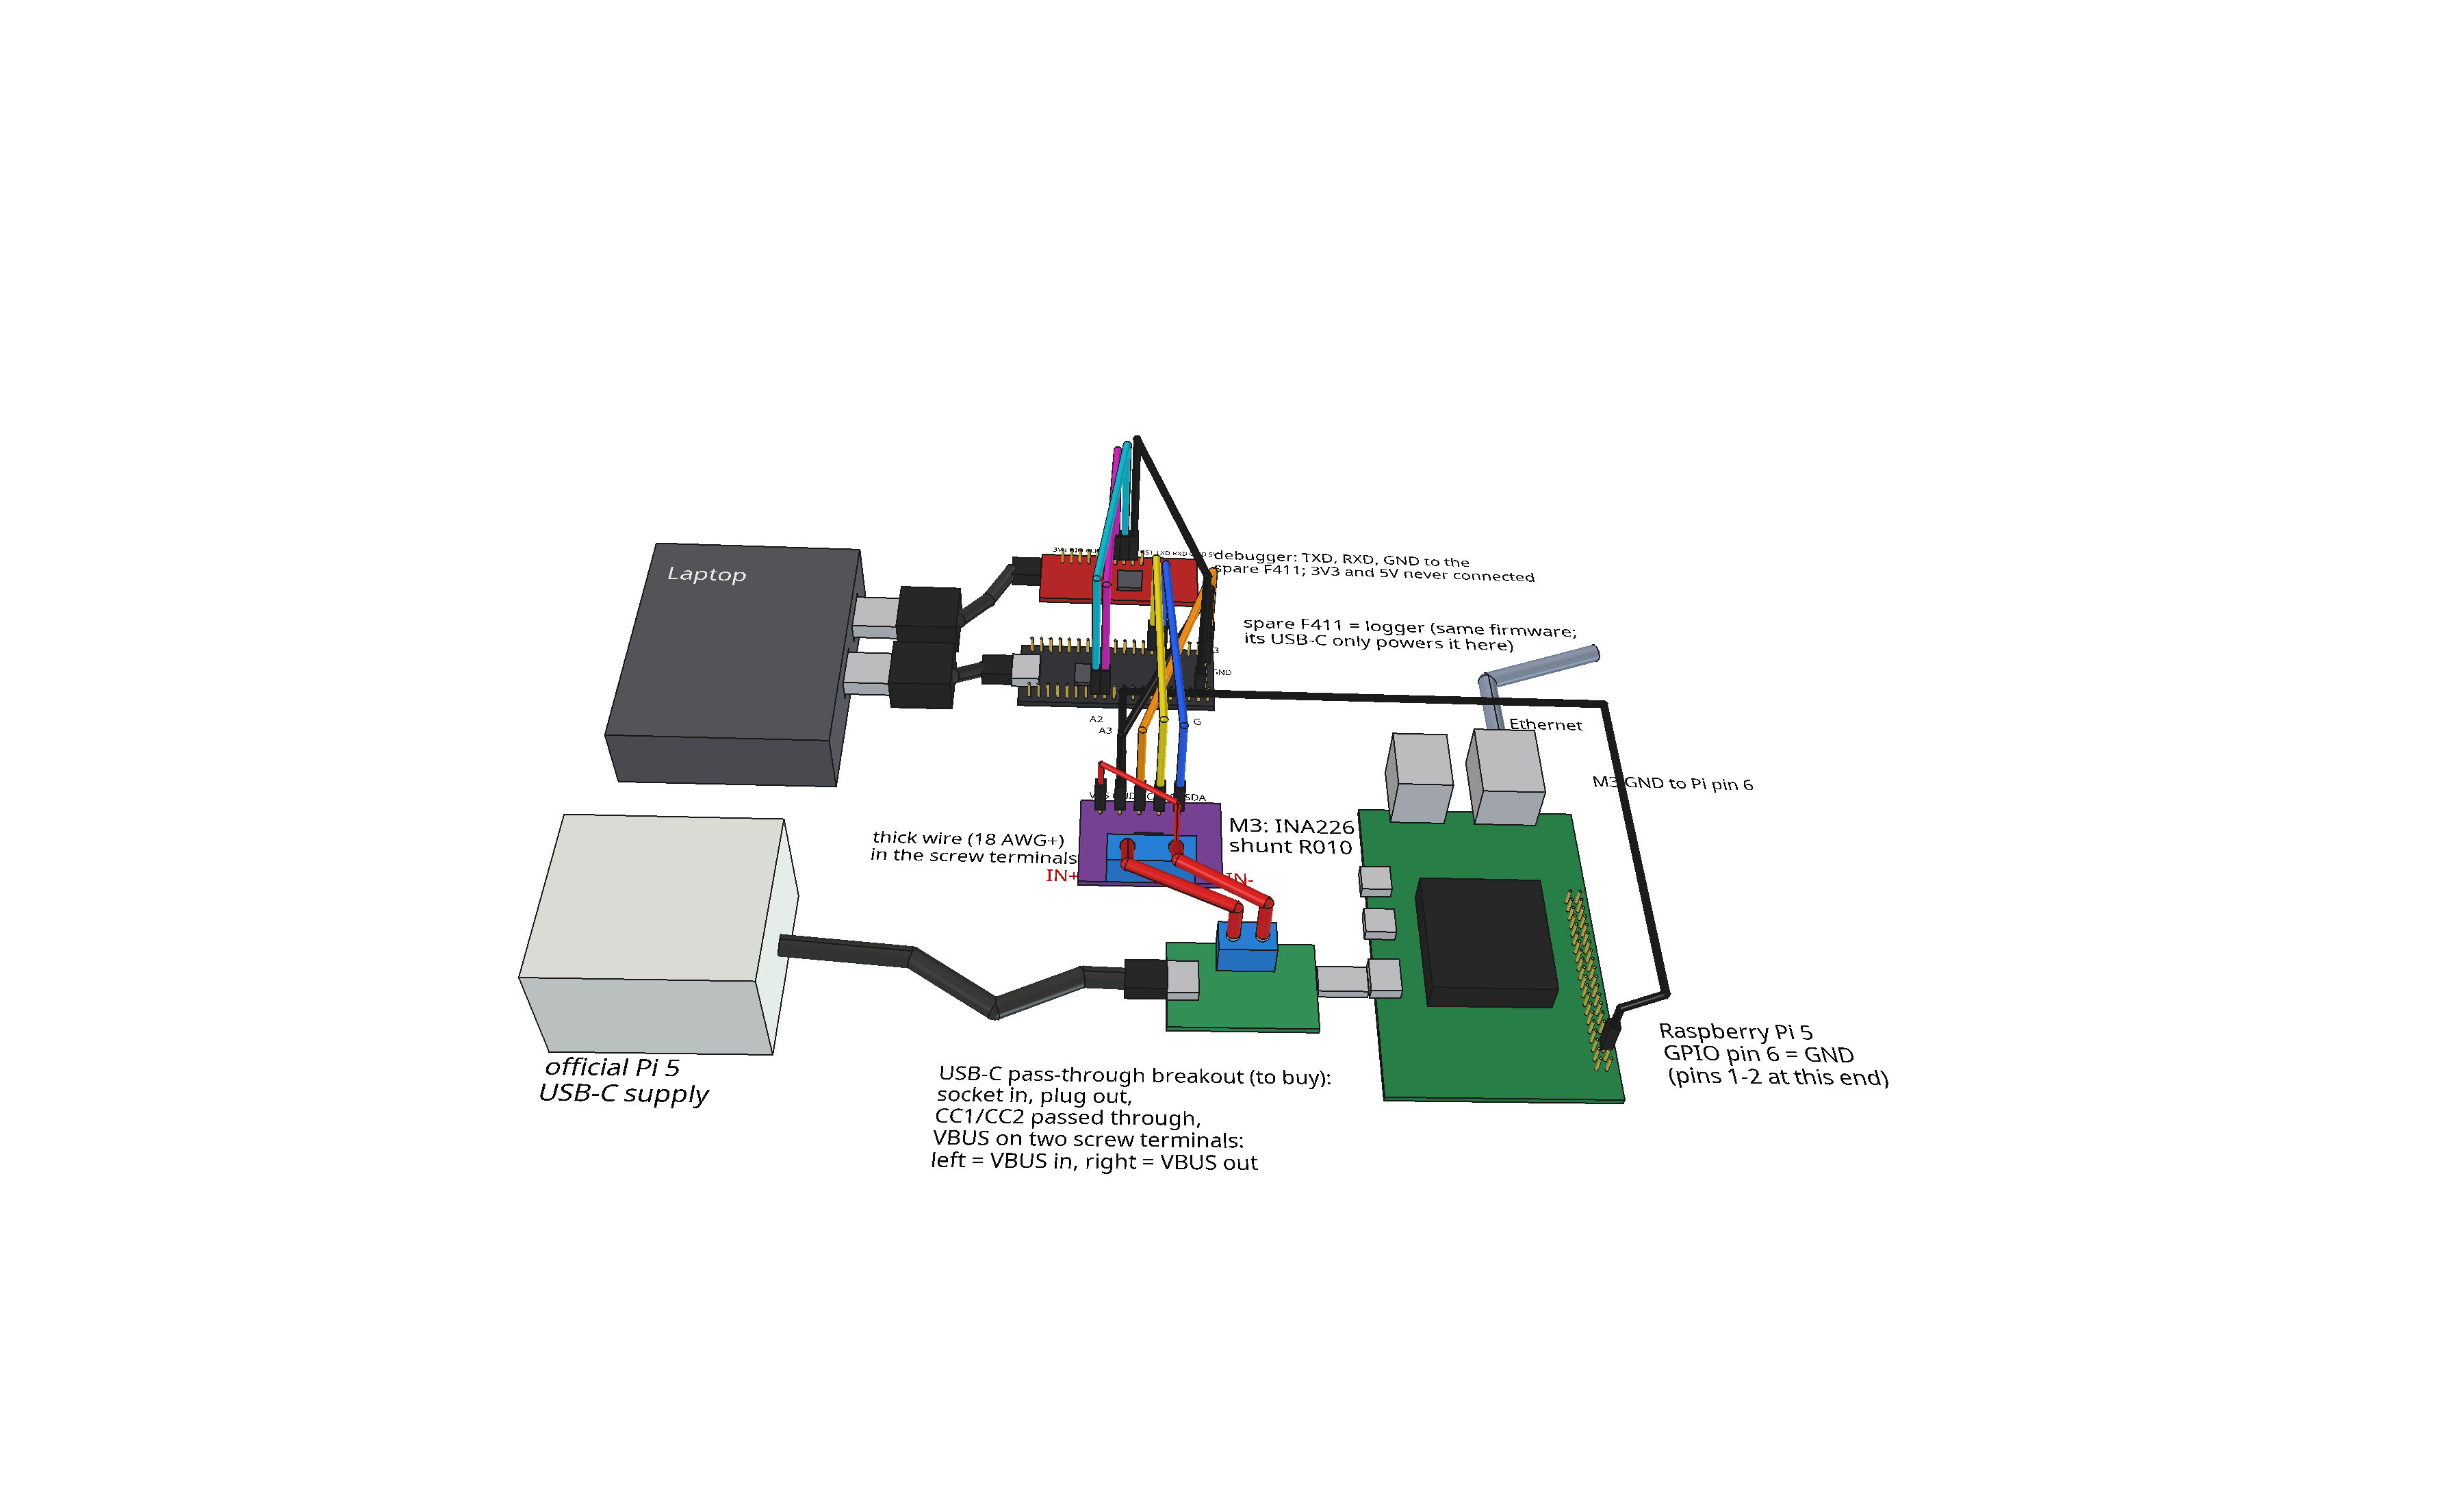 Laptop
TXD RXD
debugger: TXD, RXD, GND to the
spare F411; 3V3 and 5V never connected
spare F411 = logger (same firmware;
its USB-C only powers it here)
GND
A2
A3
G
Ethernet
M3 GND to Pi pin 6
SDA
thick wire (18 AWG+)
in the screw terminals
IN+
M3: INA226
shunt R010
IN-
official Pi 5
USB-C supply
USB-C pass-through breakout (to buy):
socket in, plug out,
CC1/CC2 passed through,
VBUS on two screw terminals:
left = VBUS in, right = VBUS out
Raspberry Pi 5
GPIO pin 6 = GND
(pins 1-2 at this end)